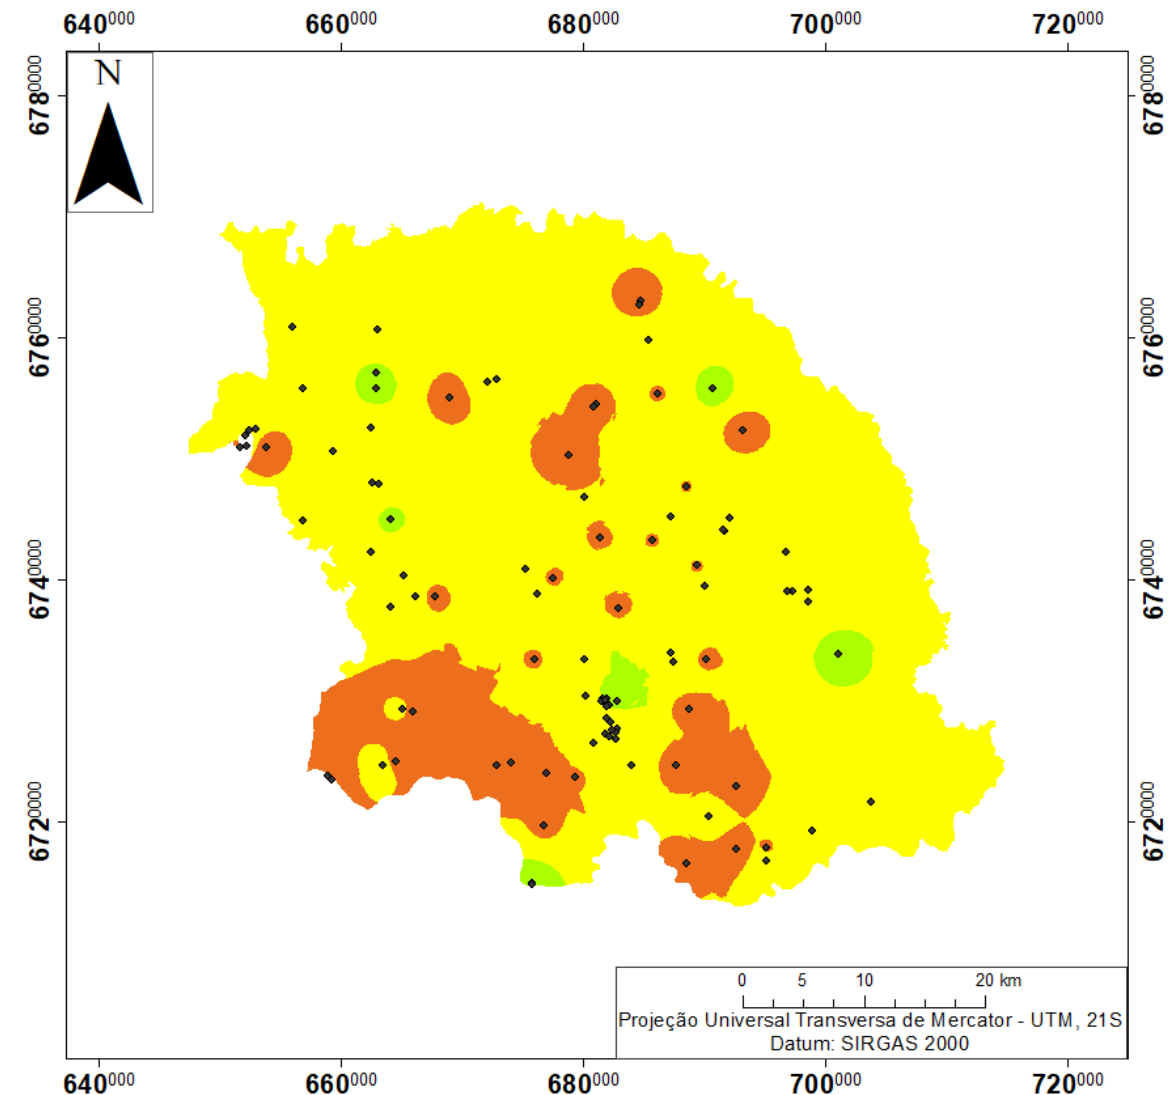 640000 660000 680000 700000 720000
N
6780000 6780000
6760000 6760000
6740000 6740000
6720000 6720000
0 5 10 20 km
Projeção Universal Transversa de Mercator - UTM, 21S
Datum: SIRGAS 2000
640000 660000 680000 700000 720000